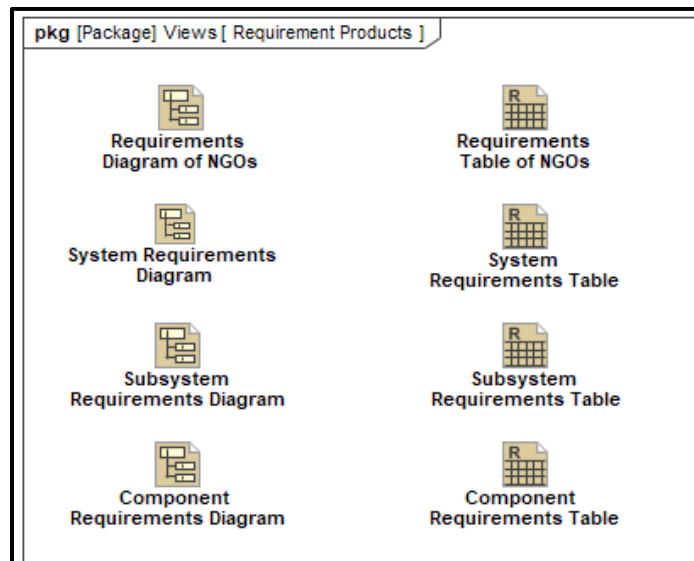 pkg [Package] Views [ Requirement Products ]
Requirements
Diagram of NGOs
R
Requirements
Table of NGOs
System Requirements
Diagram
R
System
Requirements Table
Subsystem
Requirements Diagram
R
Subsystem
Requirements Table
Component
Requirements Diagram
R
Component
Requirements Table